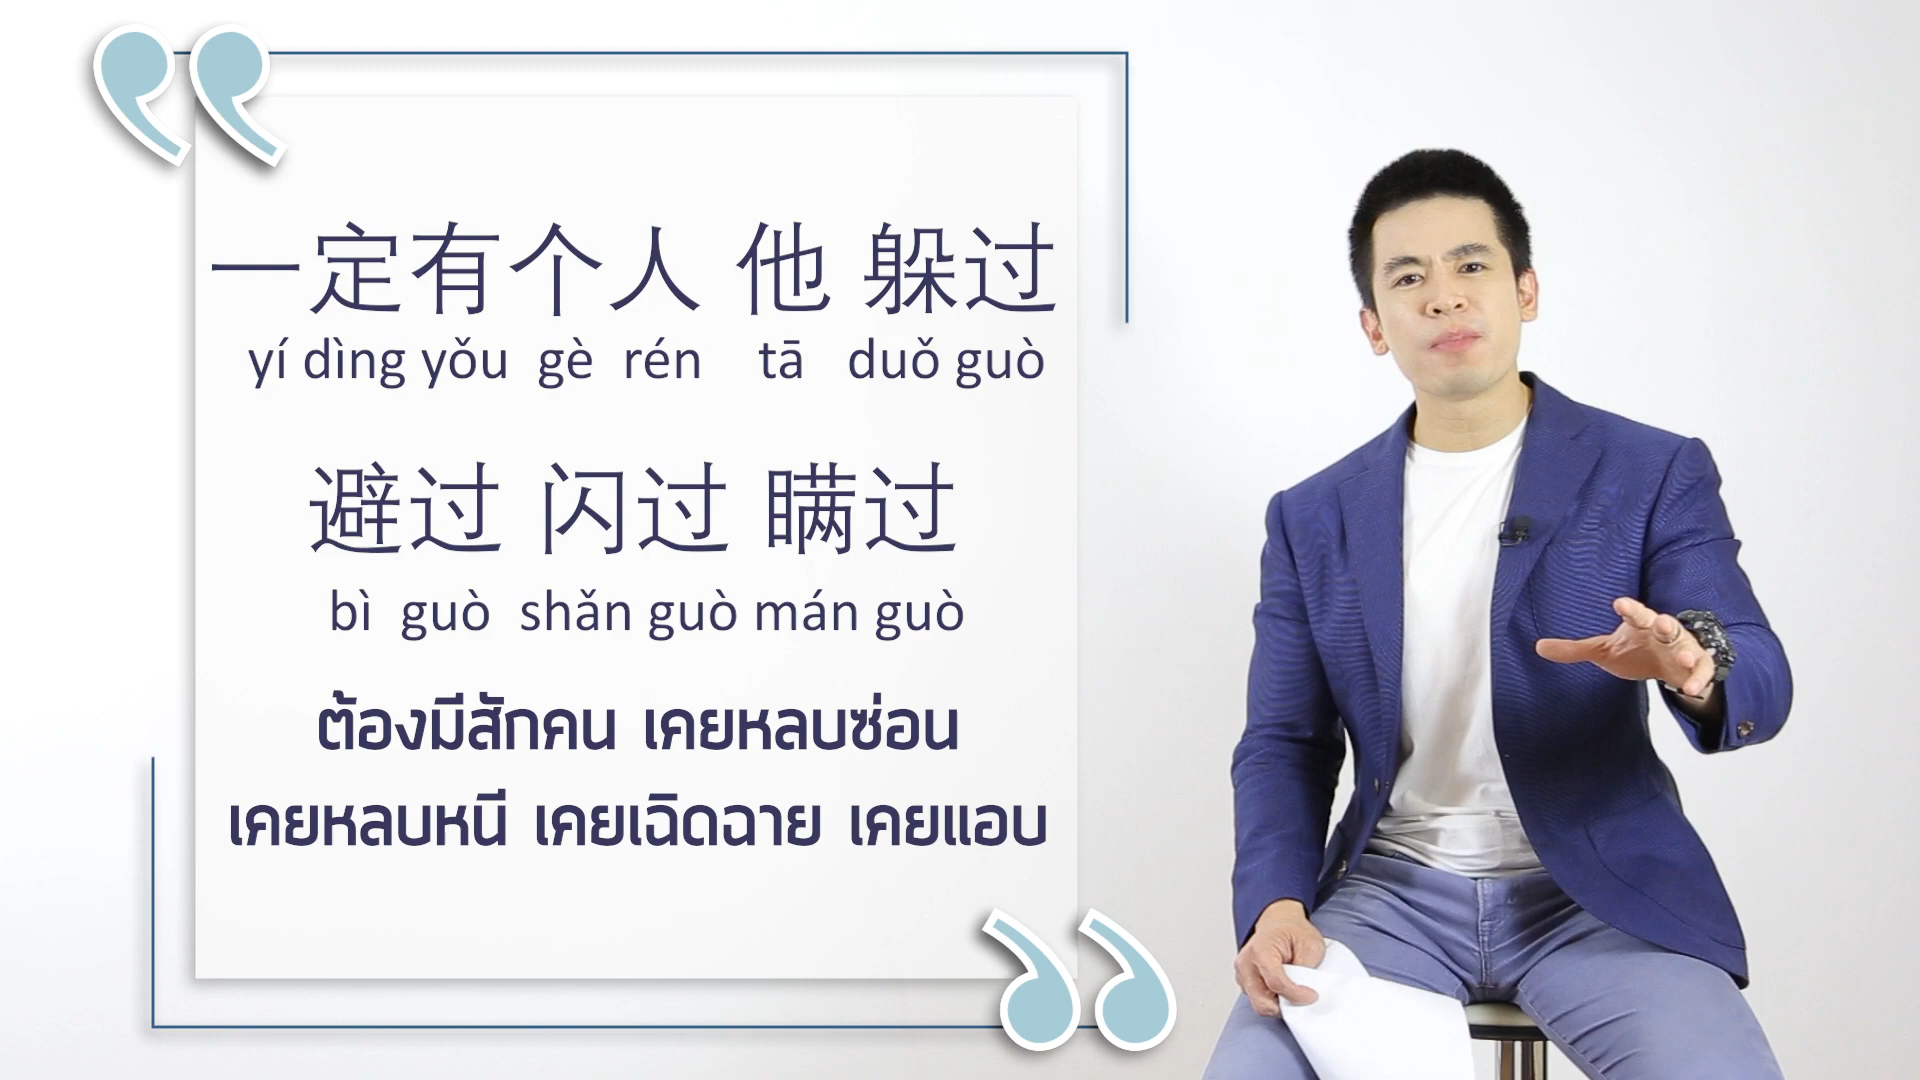 一定有个人 他 躲过
yí dìng yǒu gè rén tā duǒ guò
避过 闪过 瞒过
bì guò shǎn guò mán guò
ต้องมีสักคน เคยหลบซ่อน
เคยหลบหนี เคยเฉิดฉาย เคยแอบ